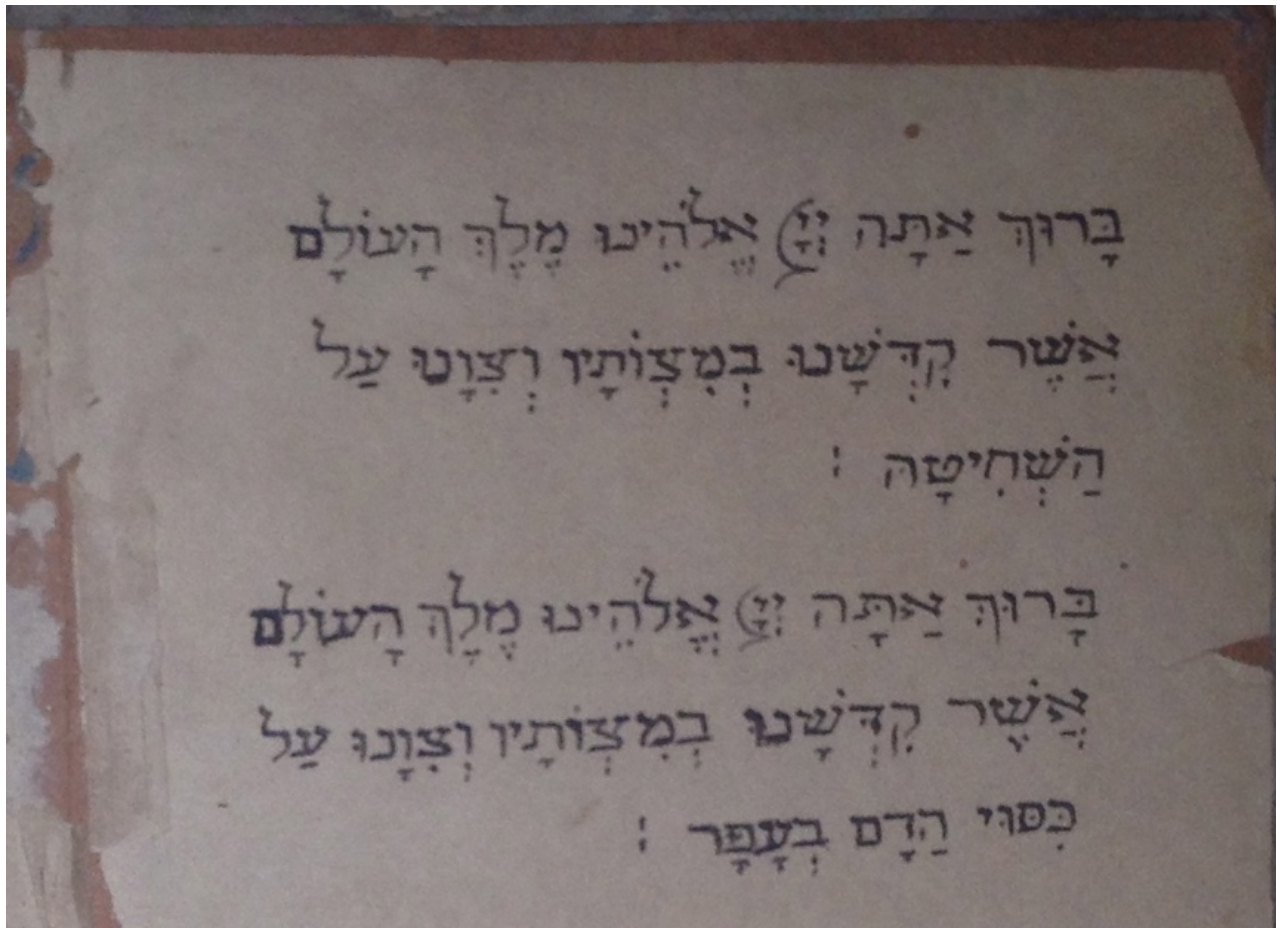 בָּרוּךְ אַתָּה יְיָ אֱלֹהֵינוּ מֶלֶךְ הָעוֹלָם
אֲשֶׁר קִדְּשָׁנוּ בְּמִצְוֹתָיו וְצִוָּנוּ עַל
הַשְּׁחִיטָה :
בָּרוּךְ אַתָּה יְיָ אֱלֹהֵינוּ מֶלֶךְ הָעוֹלָם
אֲשֶׁר קִדְּשָׁנוּ בְּמִצְוֹתָיו וְצִוָּנוּ עַל
כִּסּוּי הַדָּם בְּעָפָר :